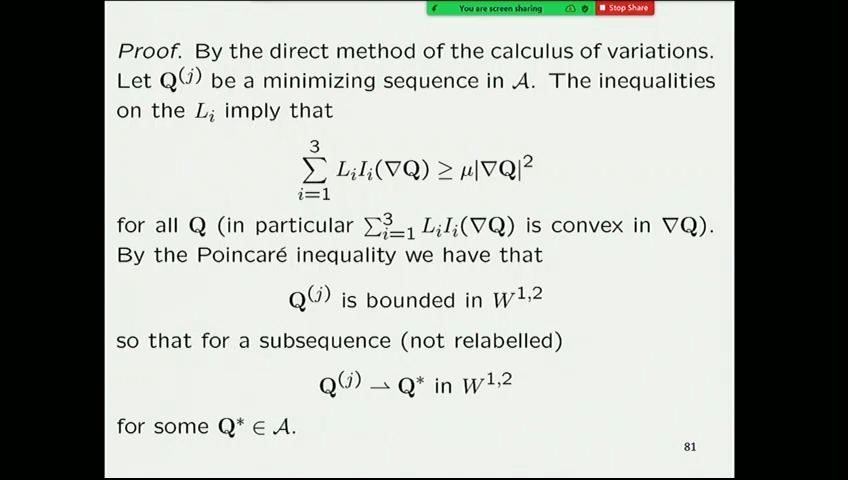 You are screen sharing Stop Share
Proof. By the direct method of the calculus of variations.
Let Q^(j) be a minimizing sequence in 𝒜. The inequalities
on the L_i imply that
∑_{i=1}^{3} L_i I_i(∇Q) ≥ μ|∇Q|^2
for all Q (in particular ∑_{i=1}^{3} L_i I_i(∇Q) is convex in ∇Q).
By the Poincaré inequality we have that
Q^(j) is bounded in W^{1,2}
so that for a subsequence (not relabelled)
Q^(j) ⇀ Q* in W^{1,2}
for some Q* ∈ 𝒜.
81